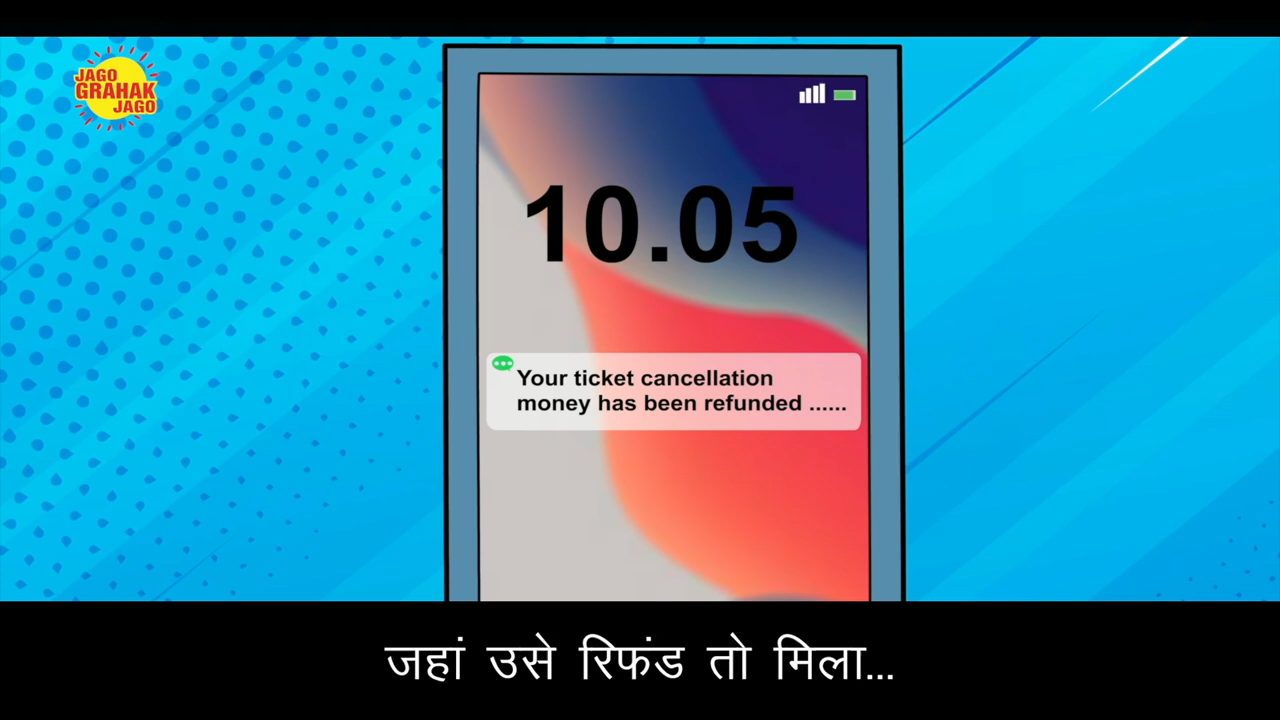 JAGO
GRAHAK
JAGO
10.05
Your ticket cancellation
money has been refunded ......
जहां उसे रिफंड तो मिला...